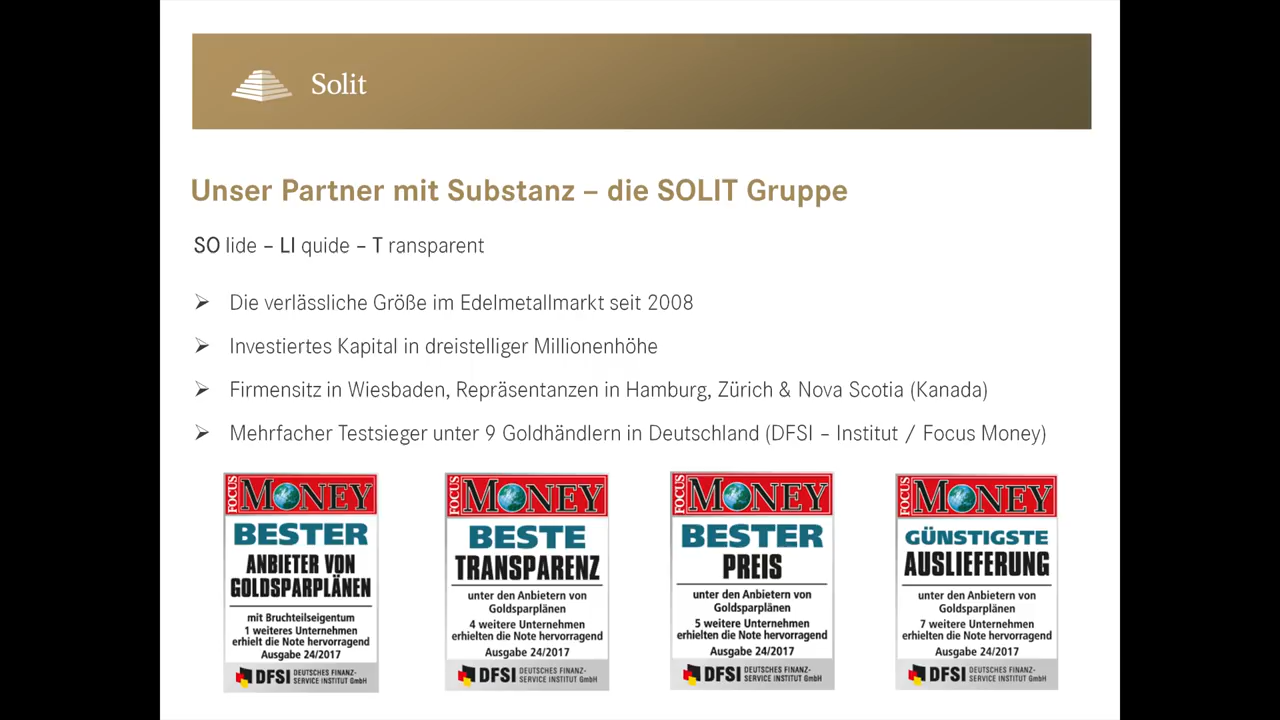 Solit
Unser Partner mit Substanz – die SOLIT Gruppe
SO lide – LI quide – T ransparent
➢ Die verlässliche Größe im Edelmetallmarkt seit 2008
➢ Investiertes Kapital in dreistelliger Millionenhöhe
➢ Firmensitz in Wiesbaden, Repräsentanzen in Hamburg, Zürich & Nova Scotia (Kanada)
➢ Mehrfacher Testsieger unter 9 Goldhändlern in Deutschland (DFSI – Institut / Focus Money)
FOCUS MONEY
BESTER
ANBIETER VON
GOLDSPARPLÄNEN
mit Bruchteilseigentum
1 weiteres Unternehmen
erhielt die Note hervorragend
Ausgabe 24/2017
DFSI DEUTSCHES FINANZ-
SERVICE INSTITUT GmbH
FOCUS MONEY
BESTE
TRANSPARENZ
unter den Anbietern von
Goldsparplänen
4 weitere Unternehmen
erhielten die Note hervorragend
Ausgabe 24/2017
DFSI DEUTSCHES FINANZ-
SERVICE INSTITUT GmbH
FOCUS MONEY
BESTER
PREIS
unter den Anbietern von
Goldsparplänen
5 weitere Unternehmen
erhielten die Note hervorragend
Ausgabe 24/2017
DFSI DEUTSCHES FINANZ-
SERVICE INSTITUT GmbH
FOCUS MONEY
GÜNSTIGSTE
AUSLIEFERUNG
unter den Anbietern von
Goldsparplänen
7 weitere Unternehmen
erhielten die Note hervorragend
Ausgabe 24/2017
DFSI DEUTSCHES FINANZ-
SERVICE INSTITUT GmbH